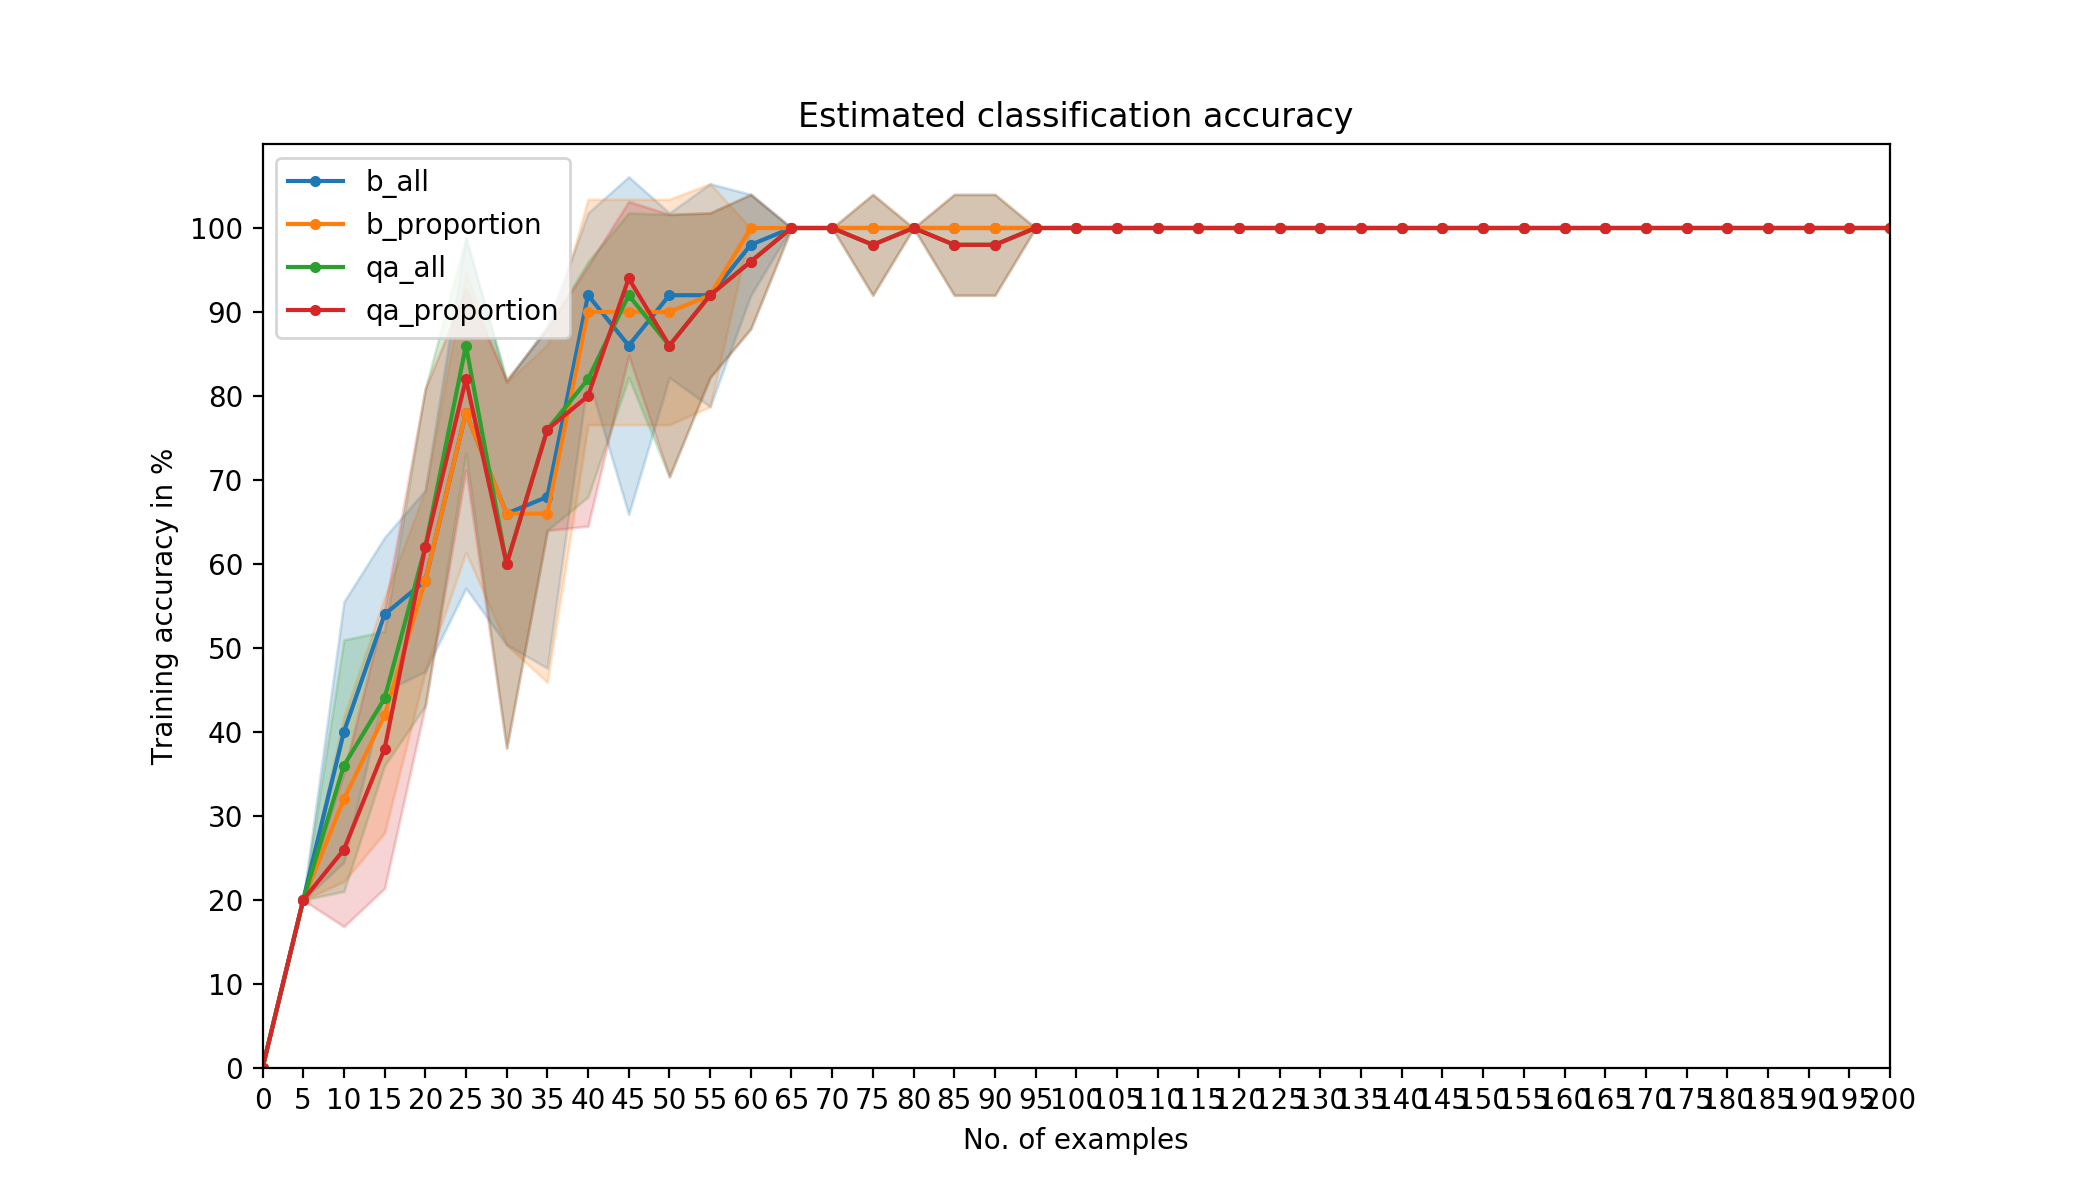 Estimated classification accuracy
b_all
b_proportion
qa_all
qa_proportion
100
90
80
70
60
50
40
30
20
10
0
Training accuracy in %
0 5 10 15 20 25 30 35 40 45 50 55 60 65 70 75 80 85 90 95 100 105 110 115 120 125 130 135 140 145 150 155 160 165 170 175 180 185 190 195 200
No. of examples